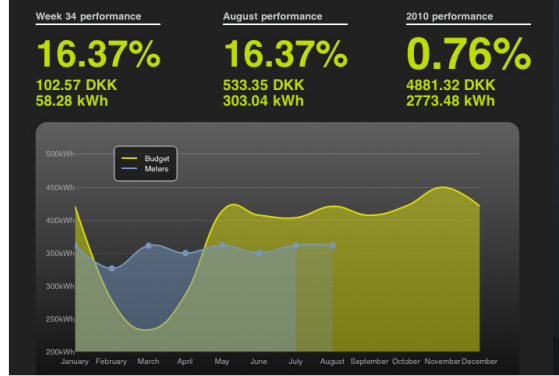 Week 34 performance
16.37%
102.57 DKK
58.28 kWh
August performance
16.37%
533.35 DKK
303.04 kWh
2010 performance
0.76%
4881.32 DKK
2773.48 kWh
Budget
Meters
500kWh
450kWh
400kWh
350kWh
300kWh
250kWh
200kWh
January February March April May June July August September October November December